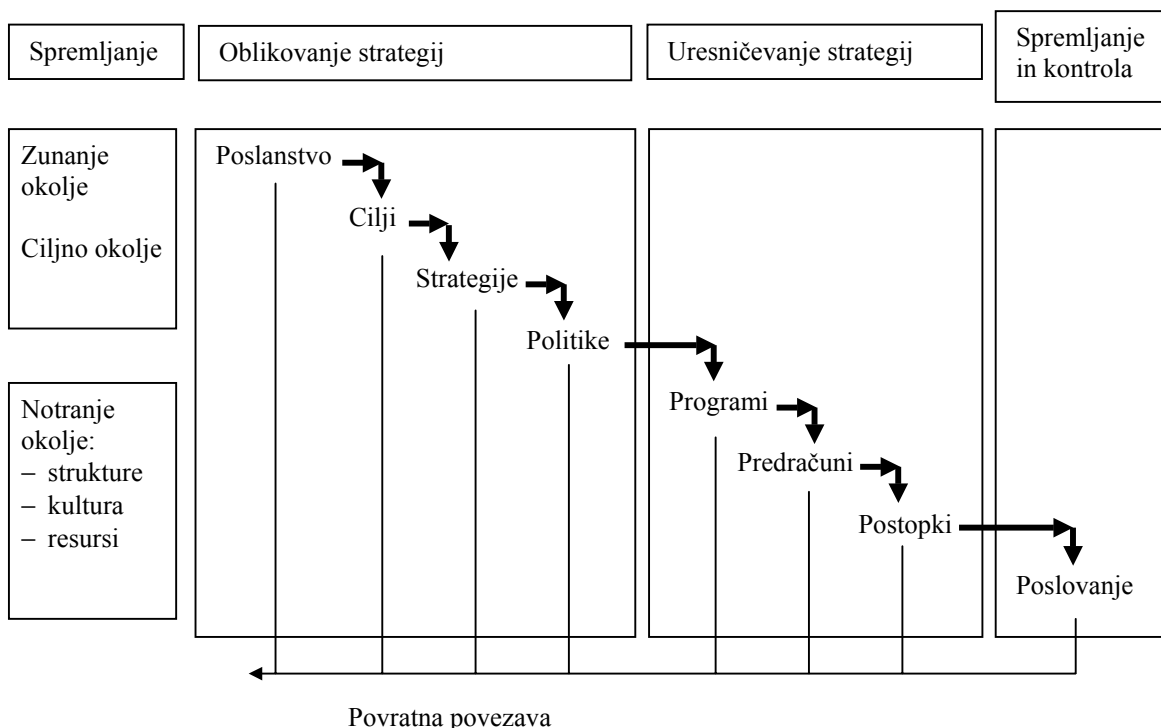 Spremljanje
Oblikovanje strategij
Uresničevanje strategij
Spremljanje
in kontrola
Zunanje
okolje
Ciljno okolje
Notranje
okolje:
– strukture
– kultura
– resursi
Poslanstvo
Cilji
Strategije
Politike
Programi
Predračuni
Postopki
Poslovanje
Povratna povezava